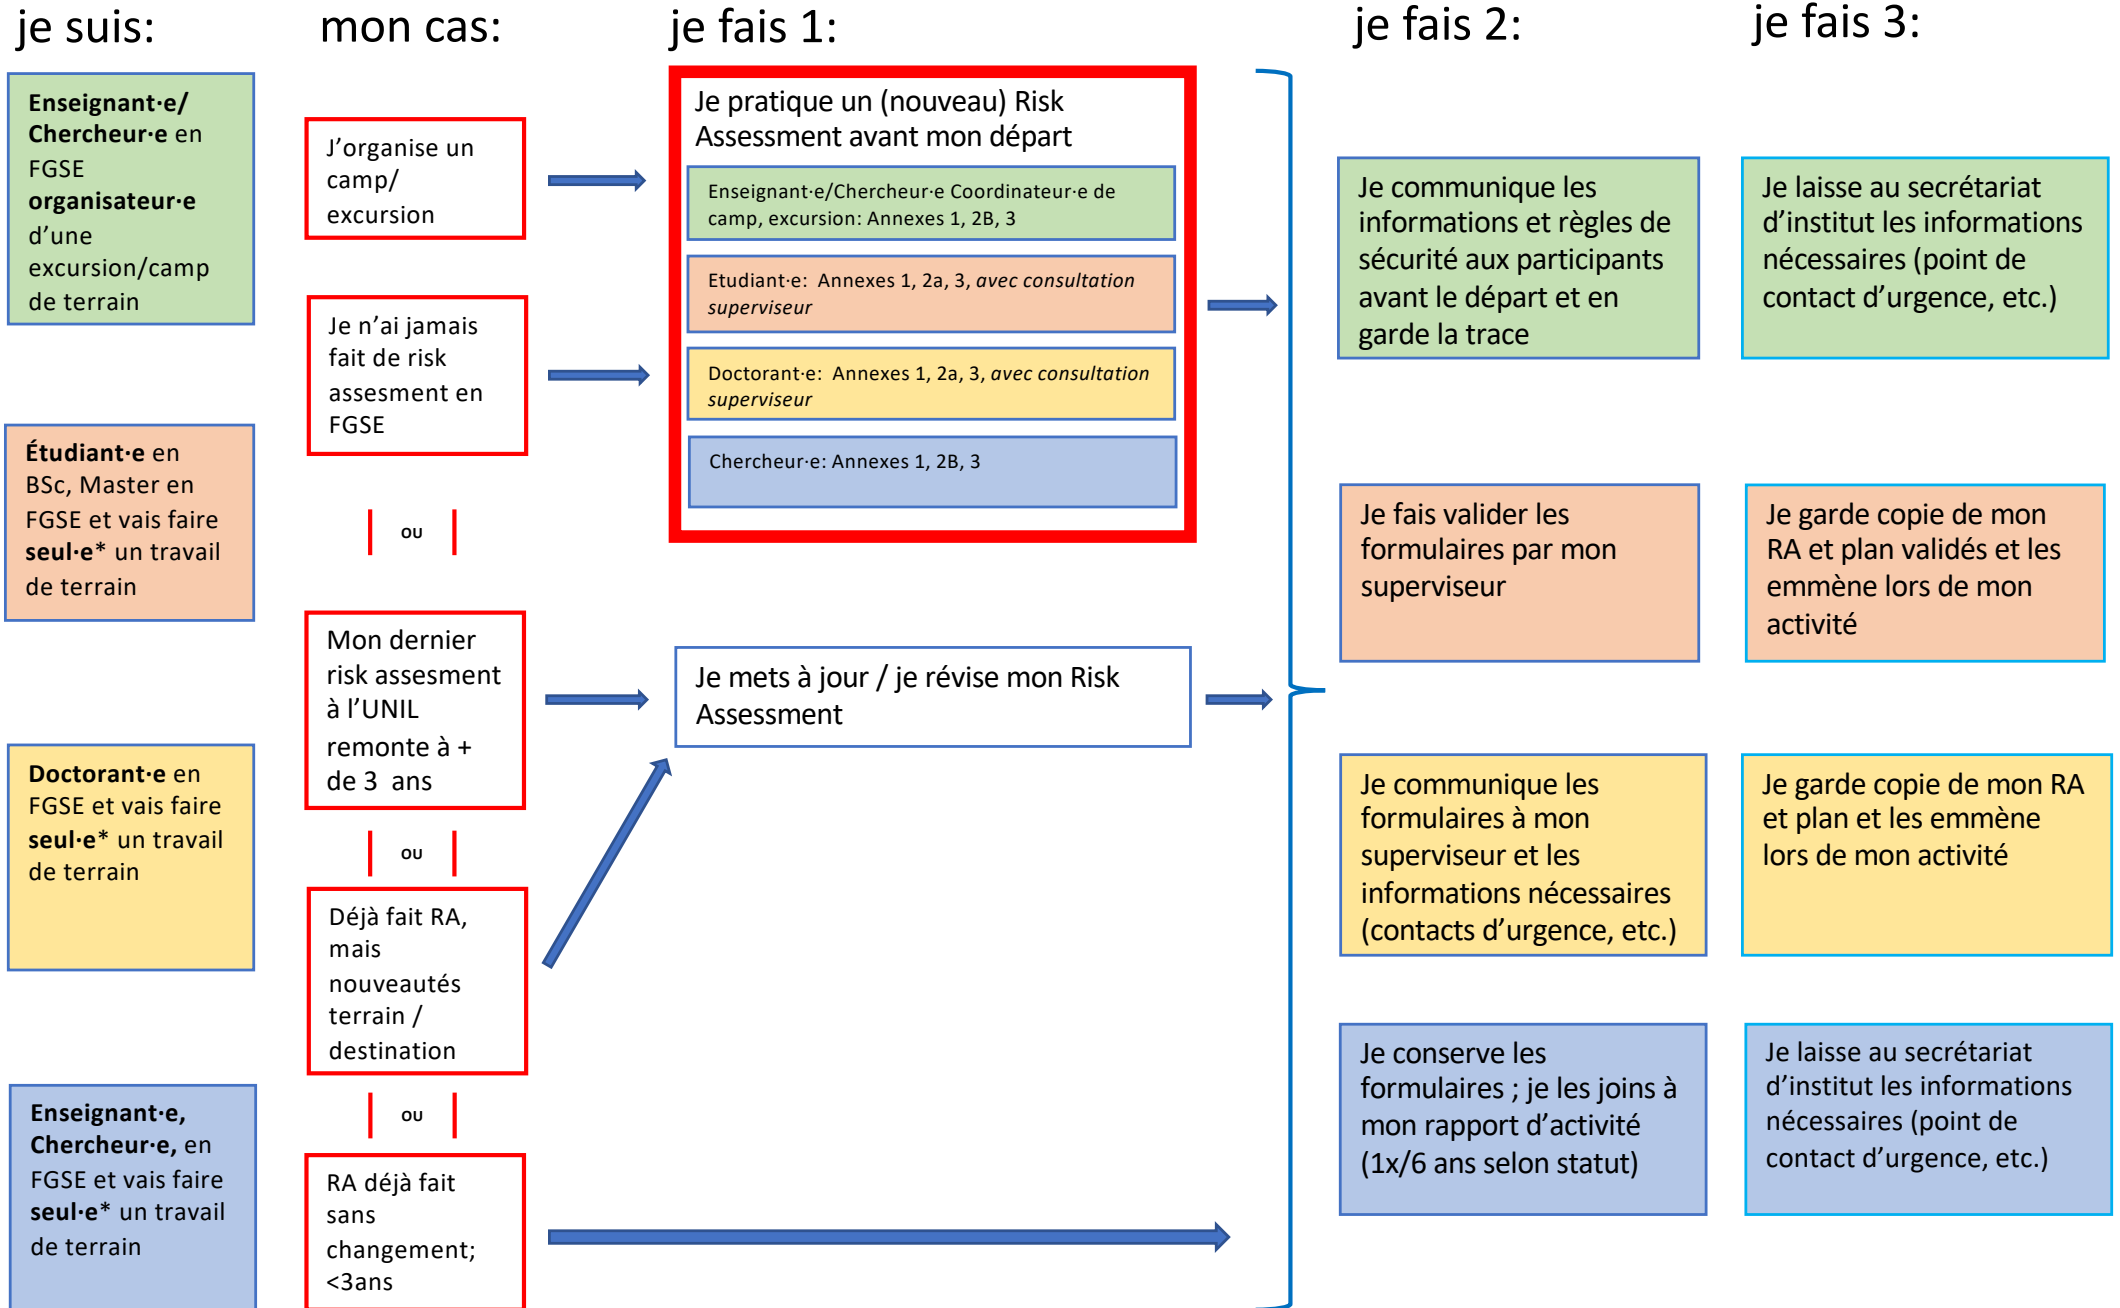 je suis:
mon cas:
je fais 1:
je fais 2:
je fais 3:
Enseignant·e/
Chercheur·e en
FGSE
organisateur·e
d’une
excursion/camp
de terrain
Étudiant·e en
BSc, Master en
FGSE et vais faire
seul·e* un travail
de terrain
Doctorant·e en
FGSE et vais faire
seul·e* un travail
de terrain
Enseignant·e,
Chercheur·e, en
FGSE et vais faire
seul·e* un travail
de terrain
J’organise un
camp/
excursion
Je n’ai jamais
fait de risk
assesment en
FGSE
ou
Mon dernier
risk assesment
à l’UNIL
remonte à +
de 3 ans
ou
Déjà fait RA,
mais
nouveautés
terrain /
destination
ou
RA déjà fait
sans
changement;
<3ans
Je pratique un (nouveau) Risk
Assessment avant mon départ
Enseignant·e/Chercheur·e Coordinateur·e de
camp, excursion: Annexes 1, 2B, 3
Etudiant·e: Annexes 1, 2a, 3, avec consultation
superviseur
Doctorant·e: Annexes 1, 2a, 3, avec consultation
superviseur
Chercheur·e: Annexes 1, 2B, 3
Je mets à jour / je révise mon Risk
Assessment
Je communique les
informations et règles de
sécurité aux participants
avant le départ et en
garde la trace
Je fais valider les
formulaires par mon
superviseur
Je communique les
formulaires à mon
superviseur et les
informations nécessaires
(contacts d’urgence, etc.)
Je conserve les
formulaires ; je les joins à
mon rapport d’activité
(1x/6 ans selon statut)
Je laisse au secrétariat
d’institut les informations
nécessaires (point de
contact d’urgence, etc.)
Je garde copie de mon
RA et plan validés et les
emmène lors de mon
activité
Je garde copie de mon RA
et plan et les emmène
lors de mon activité
Je laisse au secrétariat
d’institut les informations
nécessaires (point de
contact d’urgence, etc.)